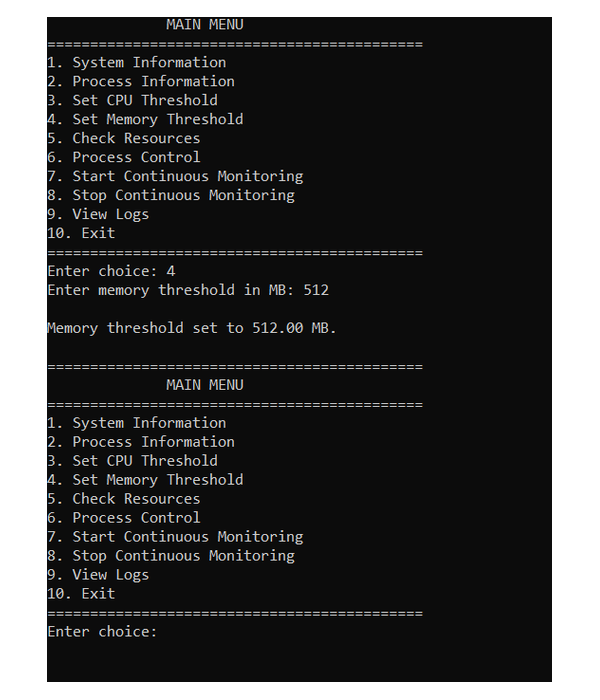 MAIN MENU
============================================
1. System Information
2. Process Information
3. Set CPU Threshold
4. Set Memory Threshold
5. Check Resources
6. Process Control
7. Start Continuous Monitoring
8. Stop Continuous Monitoring
9. View Logs
10. Exit
============================================
Enter choice: 4
Enter memory threshold in MB: 512
Memory threshold set to 512.00 MB.
============================================
MAIN MENU
============================================
1. System Information
2. Process Information
3. Set CPU Threshold
4. Set Memory Threshold
5. Check Resources
6. Process Control
7. Start Continuous Monitoring
8. Stop Continuous Monitoring
9. View Logs
10. Exit
============================================
Enter choice: